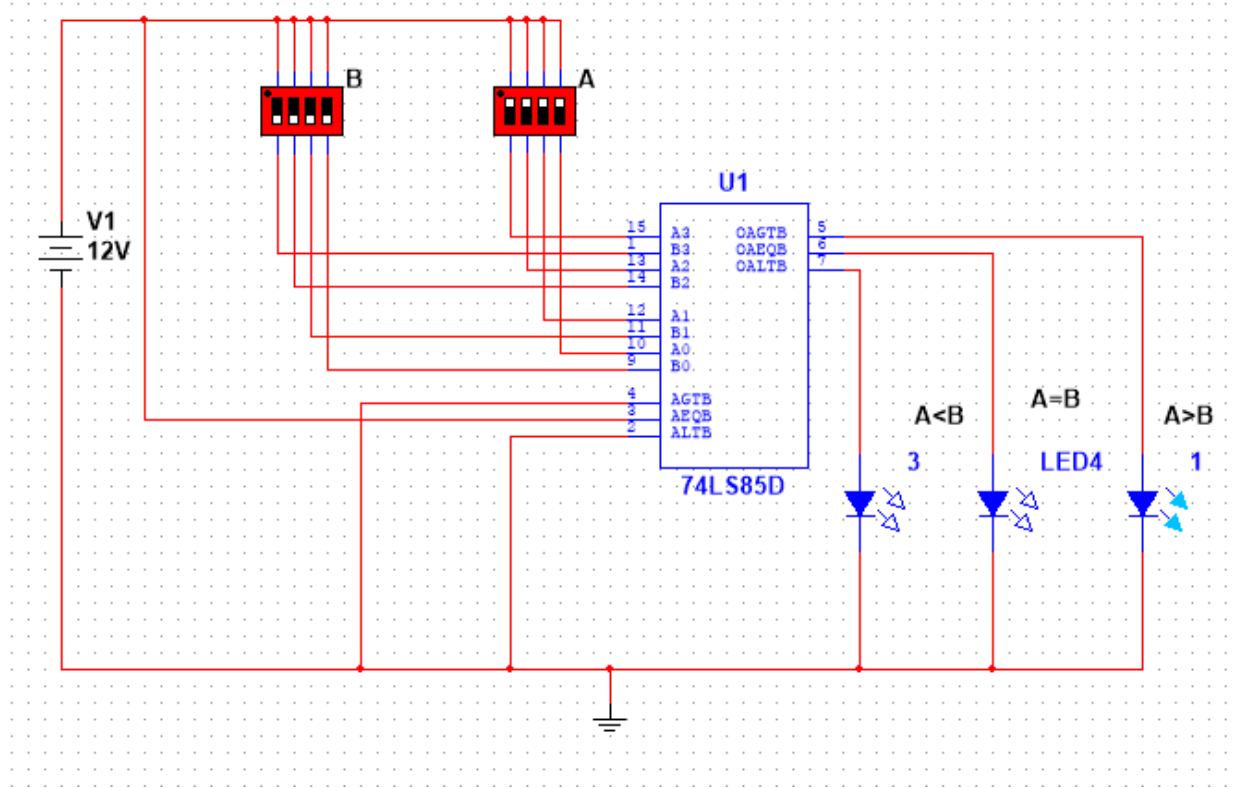 B
A
U1
V1
12V
15 A3 OAGTB 5
1 B3 OAEQB 6
13 A2 OALTB 7
14 B2
12 A1
11 B1
10 A0
9 B0
4 AGTB
3 AEQB
2 ALTB
74LS85D
A<B
A=B
A>B
3
LED4
1